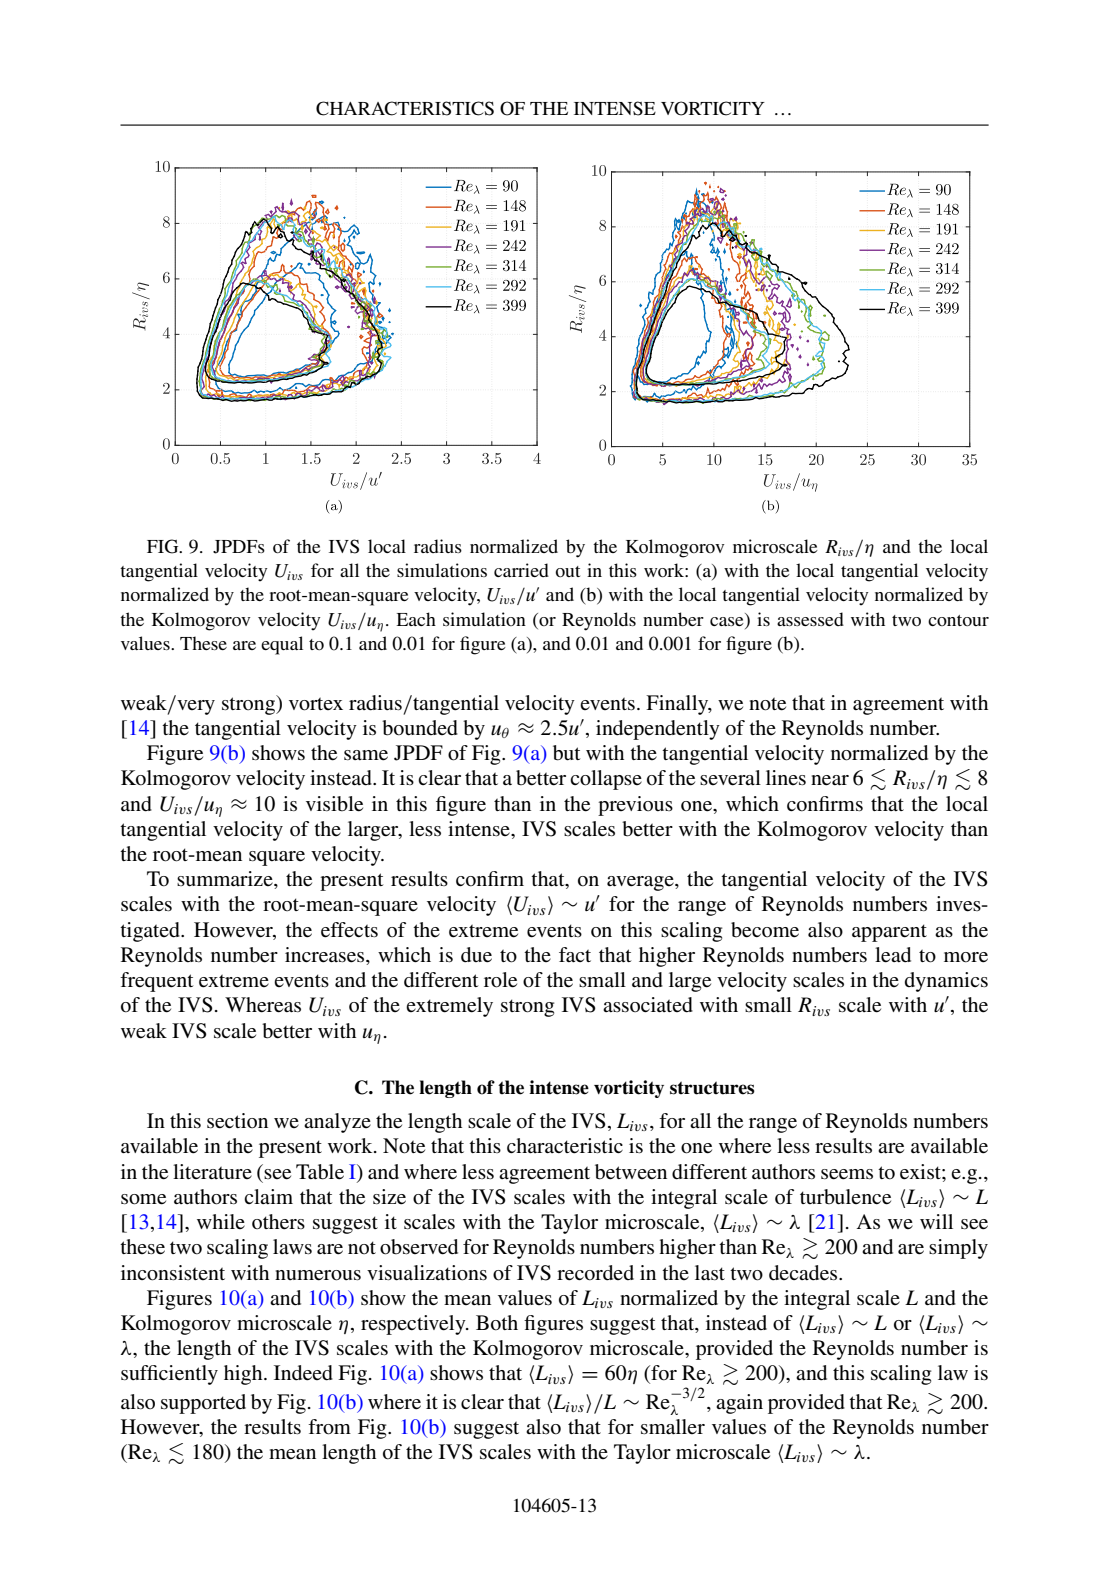 CHARACTERISTICS OF THE INTENSE VORTICITY …
10
8
6
4
2
0
R_ivs/η
0 0.5 1 1.5 2 2.5 3 3.5 4
U_ivs/u′
Re_λ = 90
Re_λ = 148
Re_λ = 191
Re_λ = 242
Re_λ = 314
Re_λ = 292
Re_λ = 399
(a)
10
8
6
4
2
0
R_ivs/η
0 5 10 15 20 25 30 35
U_ivs/u_η
Re_λ = 90
Re_λ = 148
Re_λ = 191
Re_λ = 242
Re_λ = 314
Re_λ = 292
Re_λ = 399
(b)
FIG. 9. JPDFs of the IVS local radius normalized by the Kolmogorov microscale R_ivs/η and the local
tangential velocity U_ivs for all the simulations carried out in this work: (a) with the local tangential velocity
normalized by the root-mean-square velocity, U_ivs/u′ and (b) with the local tangential velocity normalized by
the Kolmogorov velocity U_ivs/u_η. Each simulation (or Reynolds number case) is assessed with two contour
values. These are equal to 0.1 and 0.01 for figure (a), and 0.01 and 0.001 for figure (b).
weak/very strong) vortex radius/tangential velocity events. Finally, we note that in agreement with
[14] the tangential velocity is bounded by u_θ ≈ 2.5u′, independently of the Reynolds number.
Figure 9(b) shows the same JPDF of Fig. 9(a) but with the tangential velocity normalized by the
Kolmogorov velocity instead. It is clear that a better collapse of the several lines near 6 ≲ R_ivs/η ≲ 8
and U_ivs/u_η ≈ 10 is visible in this figure than in the previous one, which confirms that the local
tangential velocity of the larger, less intense, IVS scales better with the Kolmogorov velocity than
the root-mean square velocity.
To summarize, the present results confirm that, on average, the tangential velocity of the IVS
scales with the root-mean-square velocity ⟨U_ivs⟩ ∼ u′ for the range of Reynolds numbers inves-
tigated. However, the effects of the extreme events on this scaling become also apparent as the
Reynolds number increases, which is due to the fact that higher Reynolds numbers lead to more
frequent extreme events and the different role of the small and large velocity scales in the dynamics
of the IVS. Whereas U_ivs of the extremely strong IVS associated with small R_ivs scale with u′, the
weak IVS scale better with u_η.
C. The length of the intense vorticity structures
In this section we analyze the length scale of the IVS, L_ivs, for all the range of Reynolds numbers
available in the present work. Note that this characteristic is the one where less results are available
in the literature (see Table I) and where less agreement between different authors seems to exist; e.g.,
some authors claim that the size of the IVS scales with the integral scale of turbulence ⟨L_ivs⟩ ∼ L
[13,14], while others suggest it scales with the Taylor microscale, ⟨L_ivs⟩ ∼ λ [21]. As we will see
these two scaling laws are not observed for Reynolds numbers higher than Re_λ ≳ 200 and are simply
inconsistent with numerous visualizations of IVS recorded in the last two decades.
Figures 10(a) and 10(b) show the mean values of L_ivs normalized by the integral scale L and the
Kolmogorov microscale η, respectively. Both figures suggest that, instead of ⟨L_ivs⟩ ∼ L or ⟨L_ivs⟩ ∼
λ, the length of the IVS scales with the Kolmogorov microscale, provided the Reynolds number is
sufficiently high. Indeed Fig. 10(a) shows that ⟨L_ivs⟩ = 60η (for Re_λ ≳ 200), and this scaling law is
also supported by Fig. 10(b) where it is clear that ⟨L_ivs⟩/L ∼ Re_λ^−3/2, again provided that Re_λ ≳ 200.
However, the results from Fig. 10(b) suggest also that for smaller values of the Reynolds number
(Re_λ ≲ 180) the mean length of the IVS scales with the Taylor microscale ⟨L_ivs⟩ ∼ λ.
104605-13